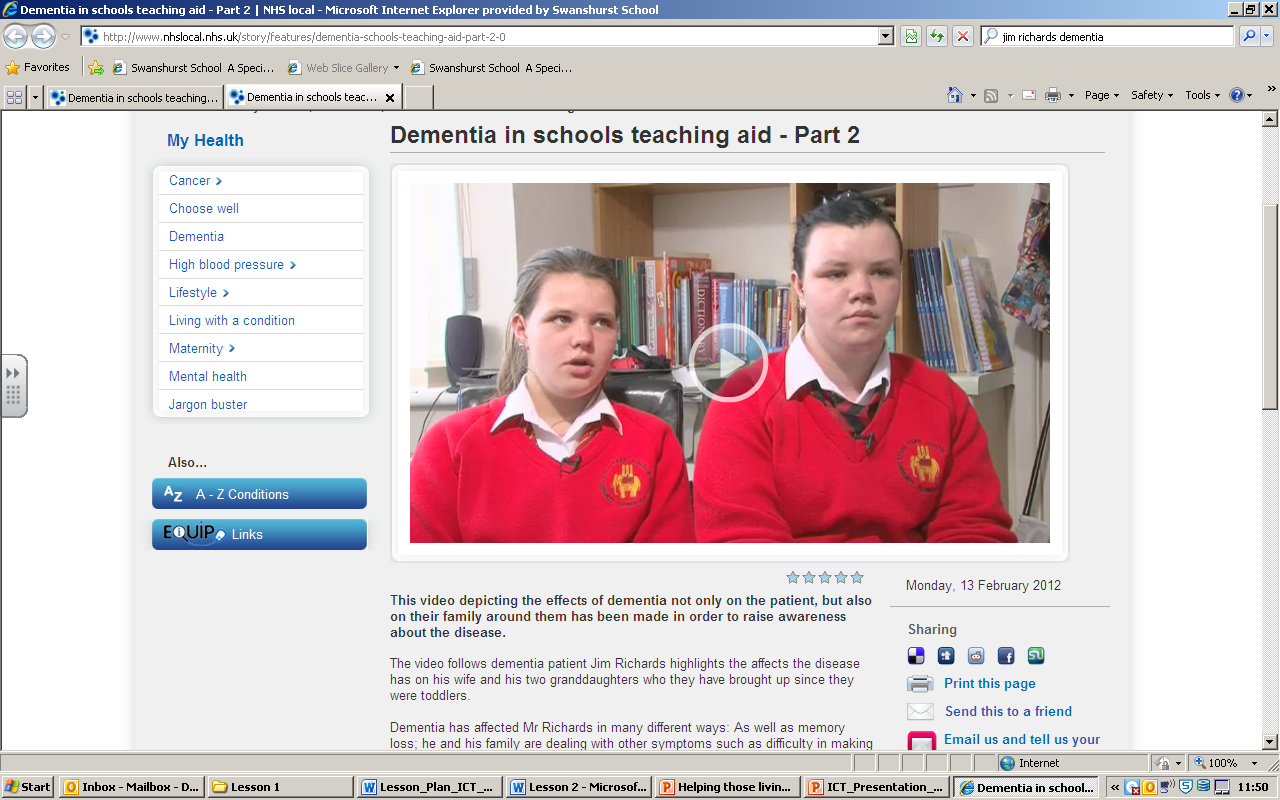 Dementia in schools teaching aid - Part 2 | NHS local - Microsoft Internet Explorer provided by Swanshurst School
http://www.nhslocal.nhs.uk/story/features/dementia-schools-teaching-aid-part-2-0
jim richards dementia
Favorites
Swanshurst School A Speci...
Web Slice Gallery
Swanshurst School A Speci...
Dementia in schools teaching...
Dementia in schools teac...
Page
Safety
Tools
Dementia in schools teaching aid - Part 2
My Health
Cancer
Choose well
Dementia
High blood pressure
Lifestyle
Living with a condition
Maternity
Mental health
Jargon buster
Also...
AZ A - Z Conditions
EQUIP Links
DICTIONARY
Monday, 13 February 2012
This video depicting the effects of dementia not only on the patient, but also
on their family around them has been made in order to raise awareness
about the disease.
The video follows dementia patient Jim Richards highlights the affects the disease
has on his wife and his two granddaughters who they have brought up since they
were toddlers.
Dementia has affected Mr Richards in many different ways: As well as memory
loss; he and his family are dealing with other symptoms such as difficulty in making
Sharing
Print this page
Send this to a friend
Email us and tell us your
Internet
100%
Start
Inbox - Mailbox - D...
Lesson 1
Lesson_Plan_ICT_...
Lesson 2 - Microsof...
Helping those livin...
ICT_Presentation_...
Dementia in school...
11:50